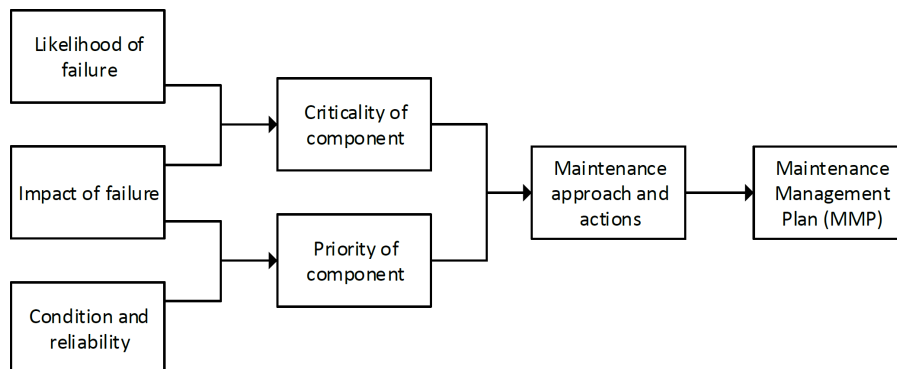 Likelihood of
failure
Impact of failure
Condition and
reliability
Criticality of
component
Priority of
component
Maintenance
approach and
actions
Maintenance
Management
Plan (MMP)